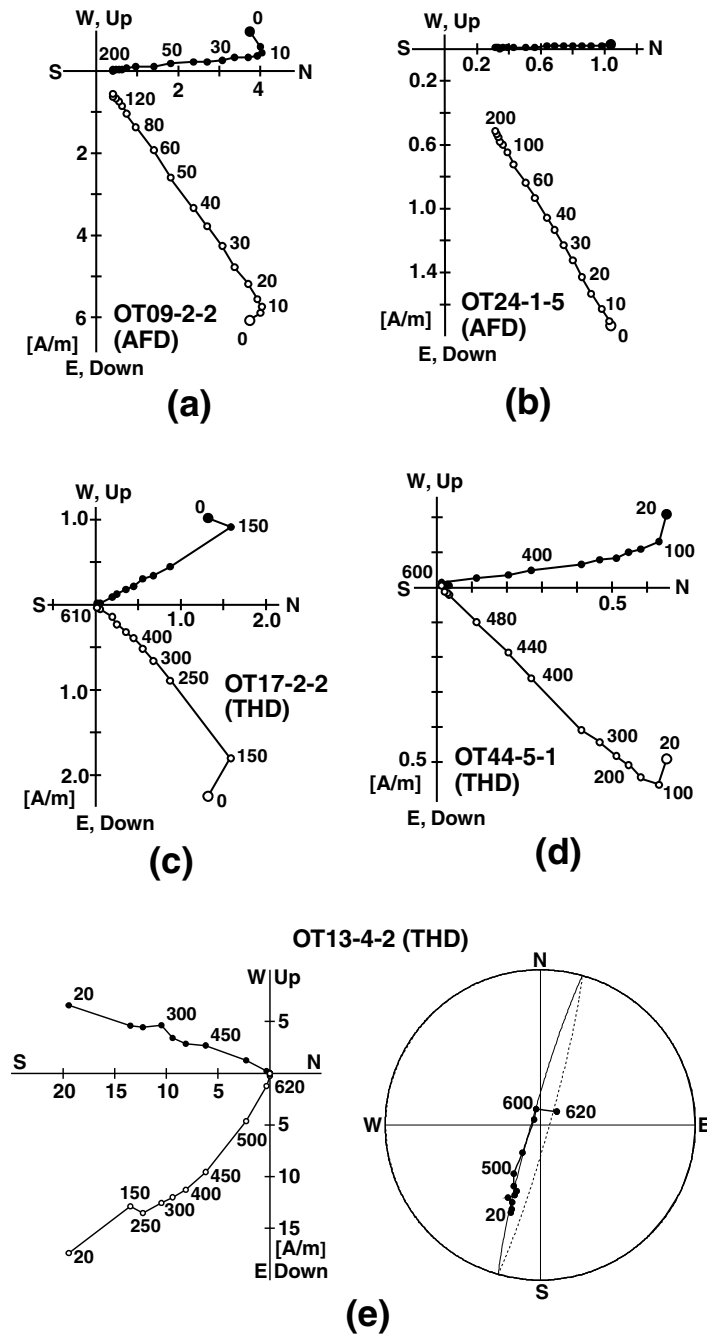 W, Up
0
200
50
30
10
S
N
2
4
120
80
60
50
40
30
20
10
0
2
4
6
OT09-2-2
(AFD)
[A/m]
E, Down
(a)
W, Up
S
N
0.2
0.6
1.0
0.2
0.6
1.0
1.4
200
100
60
40
30
20
10
0
OT24-1-5
(AFD)
[A/m]
E, Down
(b)
W, Up
1.0
0
150
S
N
610
1.0
2.0
400
300
250
150
0
1.0
2.0
OT17-2-2
(THD)
[A/m]
E, Down
(c)
W, Up
20
100
400
600
S
N
0.5
480
440
400
300
200
20
100
0.5
OT44-5-1
(THD)
[A/m]
E, Down
(d)
OT13-4-2 (THD)
W Up
20
300
450
5
S
N
20
15
10
5
620
500
5
450
10
400
300
150
250
15
20
[A/m]
E Down
N
600
620
W
E
500
20
S
(e)